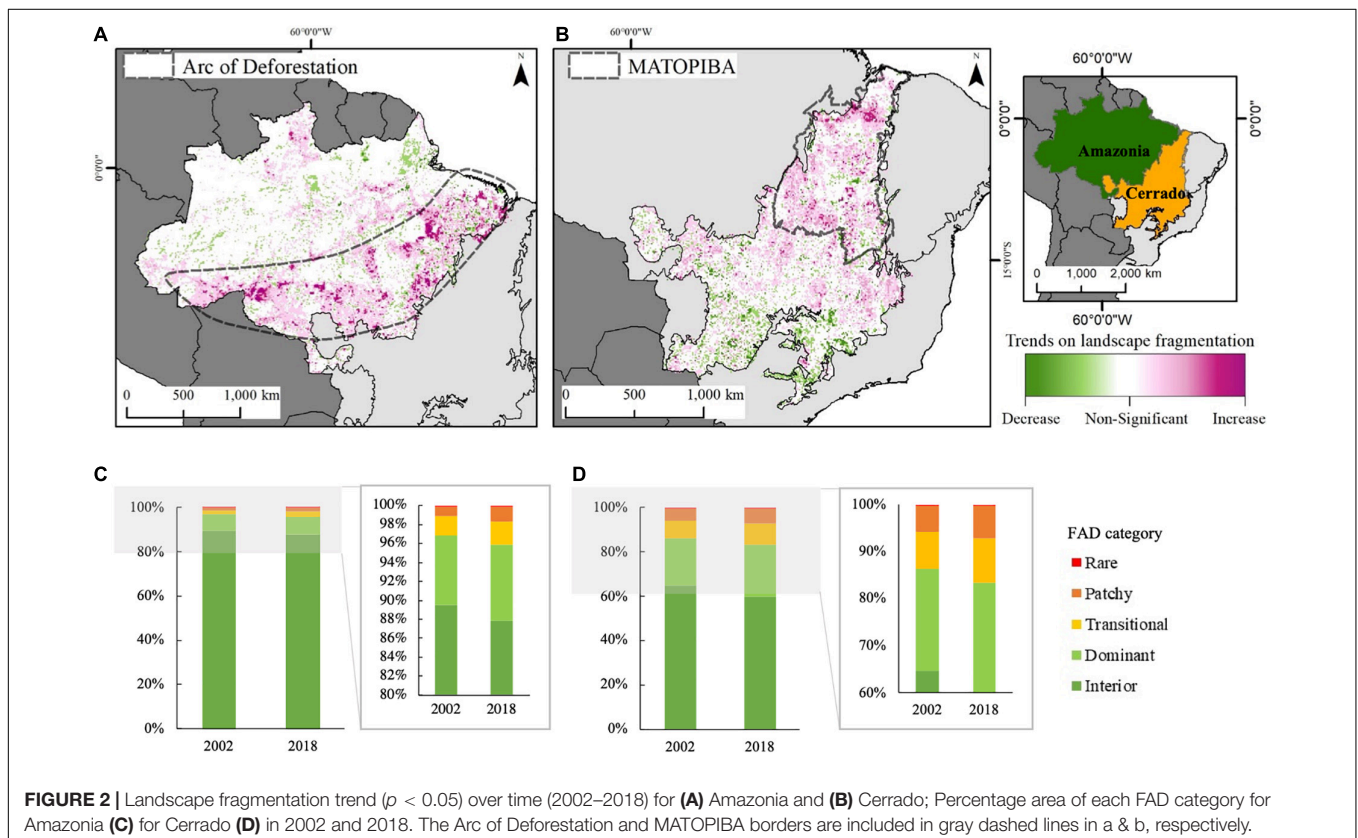 A
60°0'0"W
Arc of Deforestation
N
0°0'0"
0 500 1,000 km
B
60°0'0"W
MATOPIBA
N
15°0'0"S
0 500 1,000 km
60°0'0"W
0°0'0"
0°0'0"
N
Amazonia
Cerrado
0 1,000 2,000 km
60°0'0"W
Trends on landscape fragmentation
Decrease Non-Significant Increase
C
100%
80%
60%
40%
20%
0%
2002 2018
100%
98%
96%
94%
92%
90%
88%
86%
84%
82%
80%
2002 2018
D
100%
80%
60%
40%
20%
0%
2002 2018
100%
90%
80%
70%
60%
2002 2018
FAD category
Rare
Patchy
Transitional
Dominant
Interior
FIGURE 2 | Landscape fragmentation trend (p < 0.05) over time (2002–2018) for (A) Amazonia and (B) Cerrado; Percentage area of each FAD category for
Amazonia (C) for Cerrado (D) in 2002 and 2018. The Arc of Deforestation and MATOPIBA borders are included in gray dashed lines in a & b, respectively.